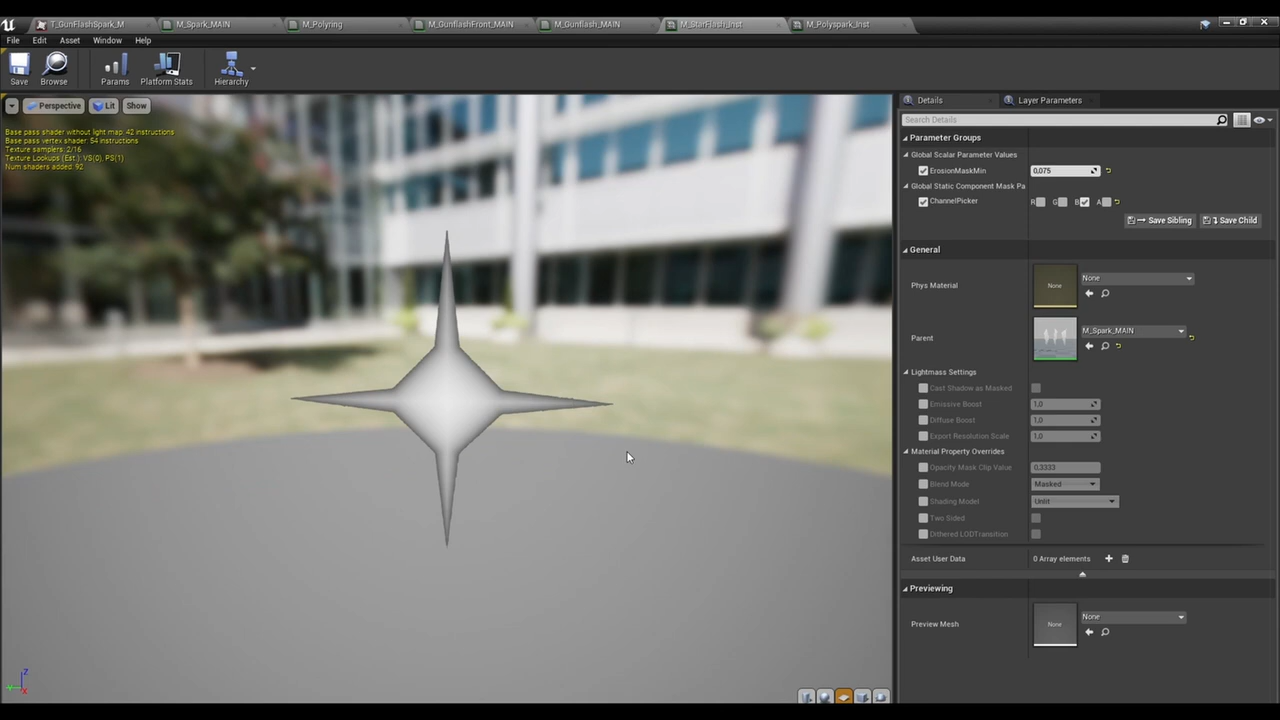 T_GunFlashSpark_M M_Spark_MAIN M_Polyring M_GunflashFront_MAIN M_Gunflash_MAIN M_StarFlash_Inst M_Polyspark_Inst
File Edit Asset Window Help
Save Browse Params Platform Stats Hierarchy
Perspective Lit Show
Base pass shader without light map: 42 instructions
Base pass vertex shader: 54 instructions
Texture samplers: 2/16
Texture Lookups (Est.): VS(0), PS(1)
Num shaders added: 92
Details Layer Parameters
Search Details
Parameter Groups
Global Scalar Parameter Values
ErosionMaskMin 0,075
Global Static Component Mask Pa
ChannelPicker R G B A
Save Sibling Save Child
General
Phys Material None None
Parent M_Spark_MAIN
Lightmass Settings
Cast Shadow as Masked
Emissive Boost 1,0
Diffuse Boost 1,0
Export Resolution Scale 1,0
Material Property Overrides
Opacity Mask Clip Value 0,3333
Blend Mode Masked
Shading Model Unlit
Two Sided
Dithered LODTransition
Asset User Data 0 Array elements
Previewing
Preview Mesh None None
Z
Y X